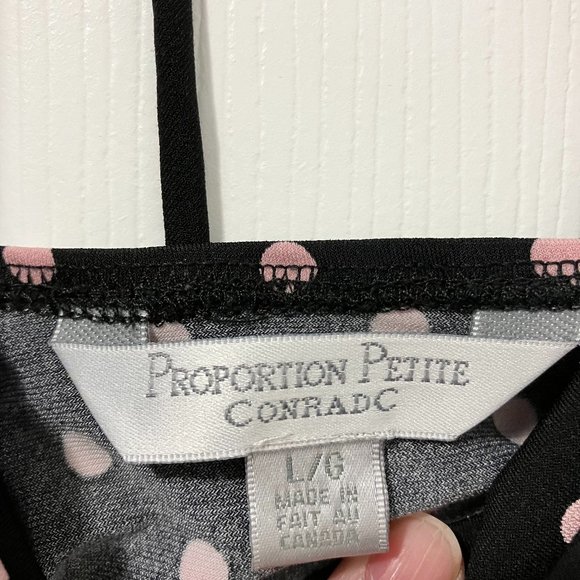 PROPORTION PETITE
CONRADC
L/G
MADE IN
FAIT AU
CANADA